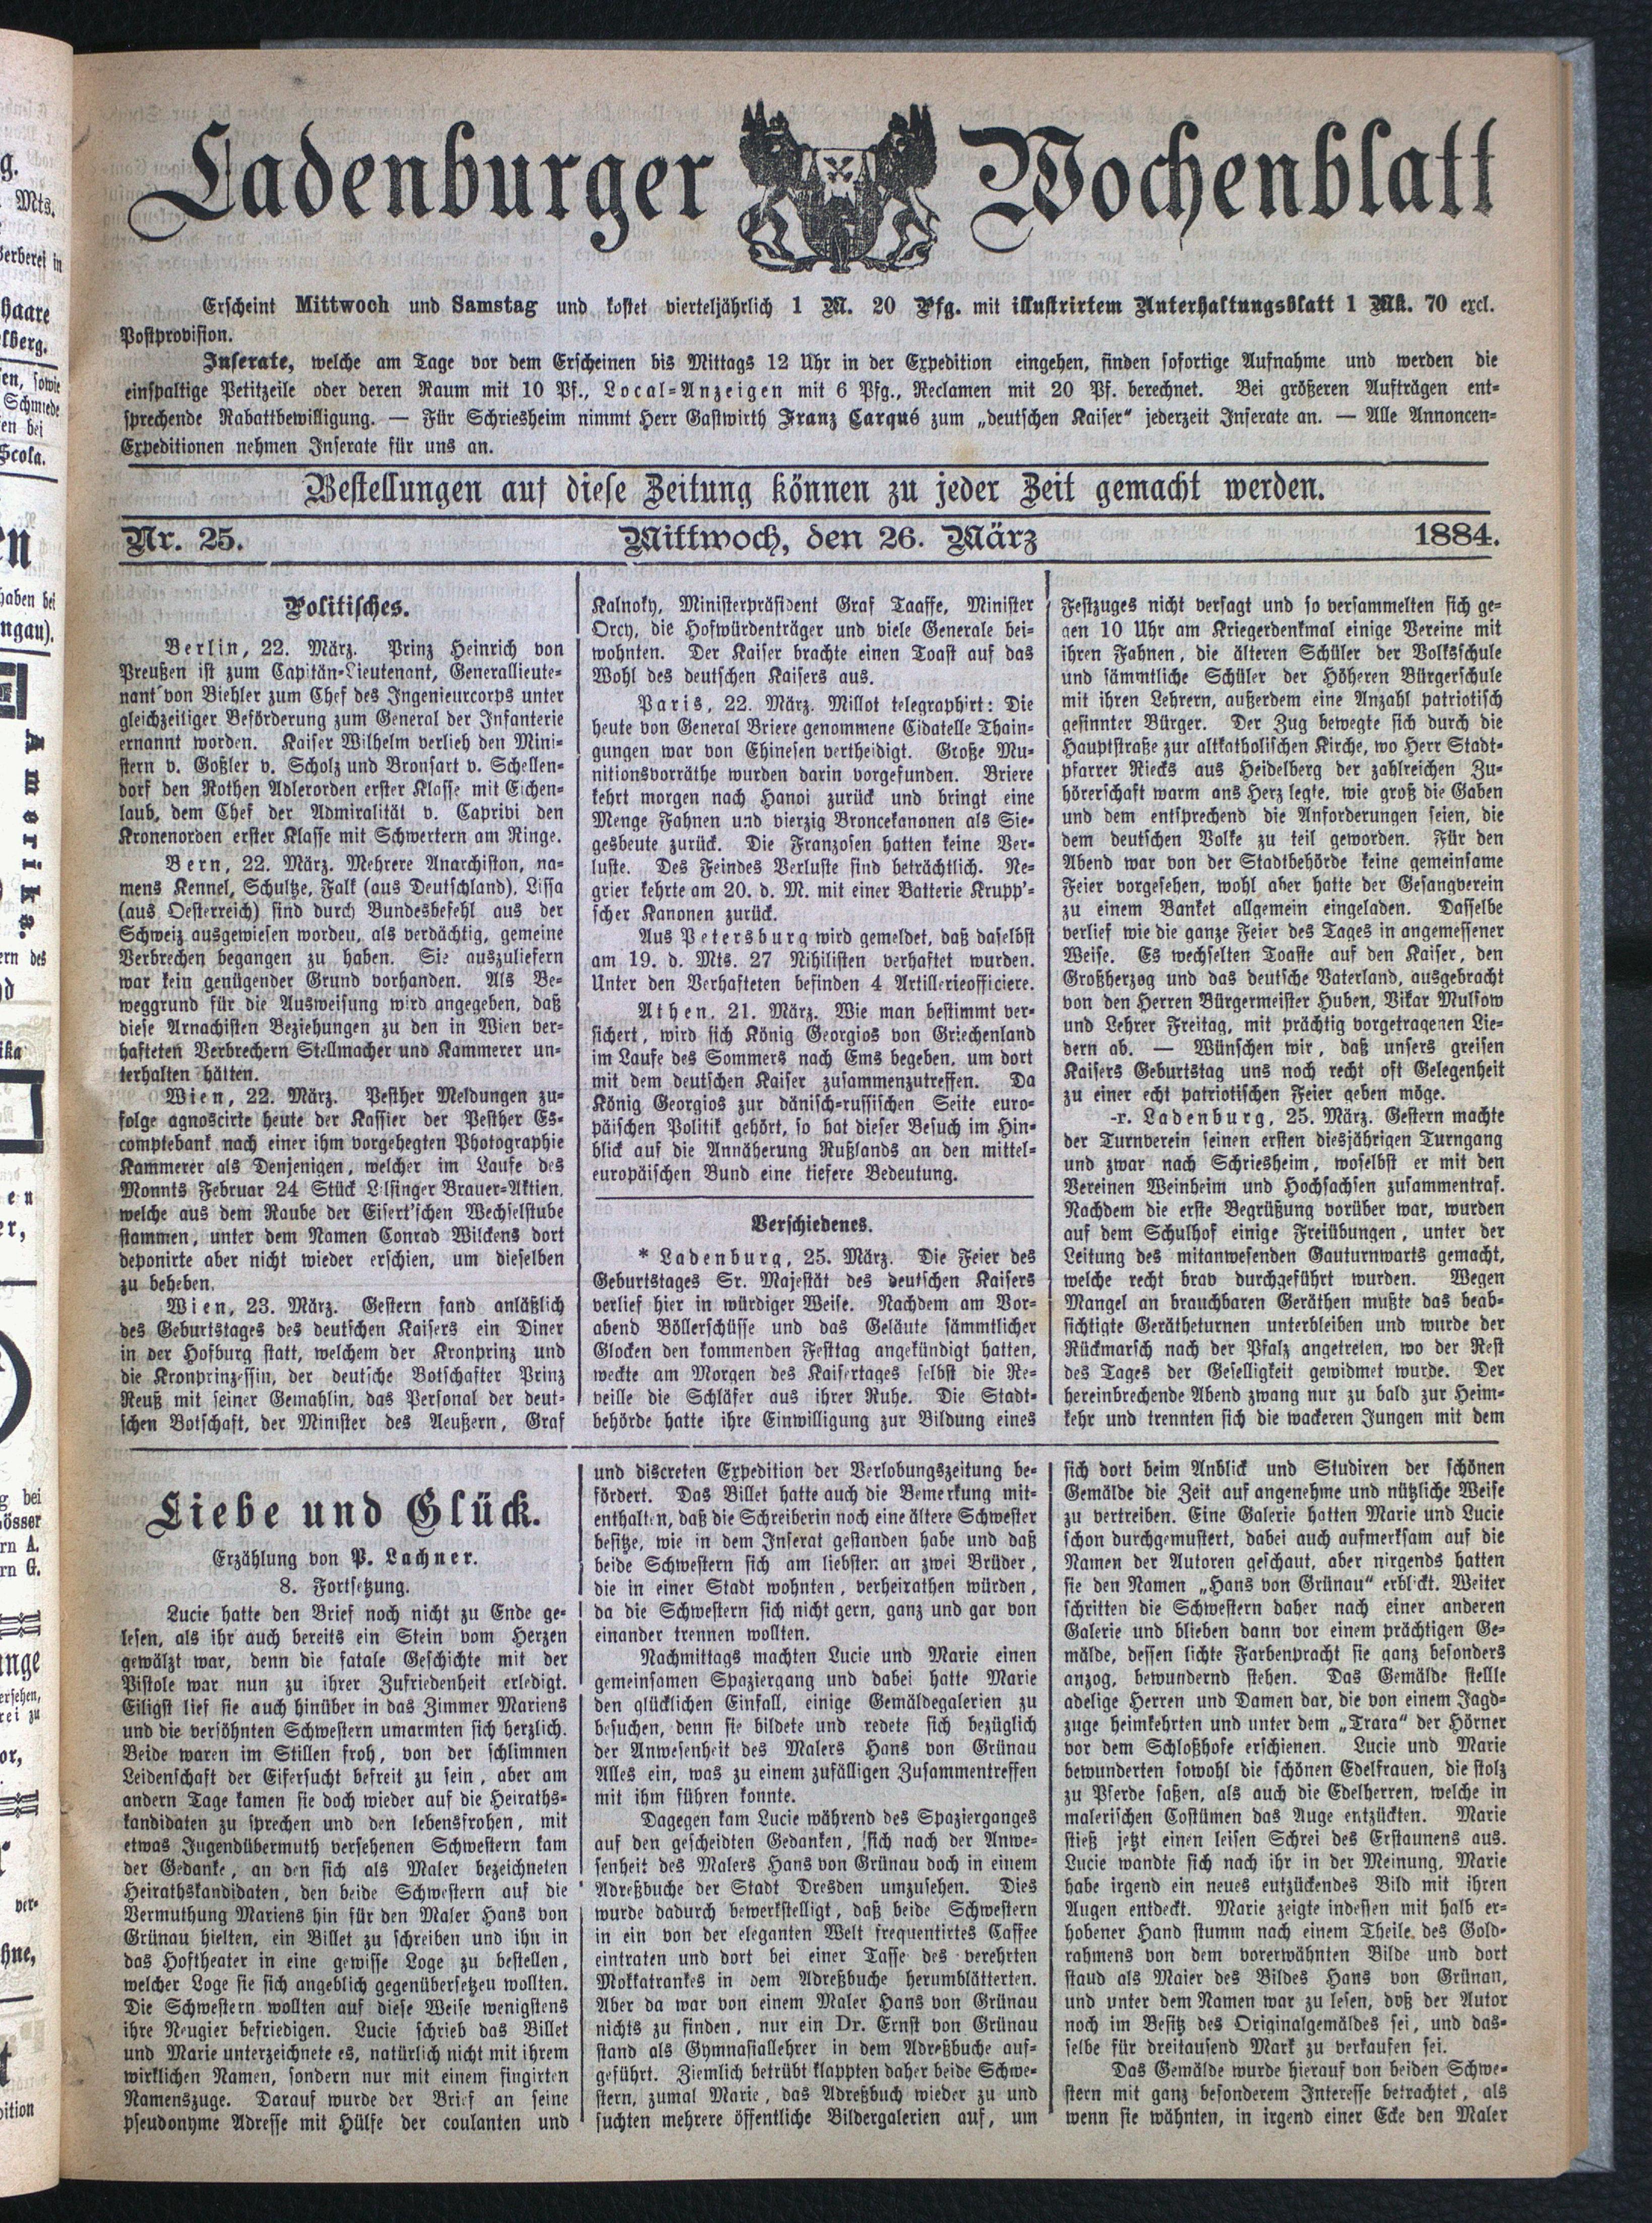 Ladenburger Wochenblatt
Erscheint Mittwoch und Samstag und kostet vierteljährlich 1 M. 20 Pfg. mit illustrirtem Unterhaltungsblatt 1 Mk. 70 excl.
Postprovision.
Inserate, welche am Tage vor dem Erscheinen bis Mittags 12 Uhr in der Expedition eingehen, finden sofortige Aufnahme und werden die
einspaltige Petitzeile oder deren Raum mit 10 Pf., Local-Anzeigen mit 6 Pfg., Reclamen mit 20 Pf. berechnet. Bei größeren Aufträgen ent-
sprechende Rabattbewilligung. — Für Schriesheim nimmt Herr Gastwirth Franz Carqué zum „deutschen Kaiser" jederzeit Inserate an. — Alle Annoncen-
Expeditionen nehmen Inserate für uns an.
Bestellungen auf diese Zeitung können zu jeder Zeit gemacht werden.
Nr. 25. Mittwoch, den 26. März 1884.
Politisches.
Berlin, 22. März. Prinz Heinrich von
Preußen ist zum Capitän-Lieutenant, Generallieute-
nant von Biehler zum Chef des Ingenieurcorps unter
gleichzeitiger Beförderung zum General der Infanterie
ernannt worden. Kaiser Wilhelm verlieh den Mini-
stern v. Goßler v. Scholz und Bronsart v. Schellen-
dorf den Rothen Adlerorden erster Klasse mit Eichen-
laub, dem Chef der Admiralität v. Caprivi den
Kronenorden erster Klasse mit Schwertern am Ringe.
Bern, 22. März. Mehrere Anarchisten, na-
mens Kennel, Schultze, Falk (aus Deutschland), Lissa
(aus Oesterreich) sind durch Bundesbefehl aus der
Schweiz ausgewiesen worden, als verdächtig, gemeine
Verbrechen begangen zu haben. Sie auszuliefern
war kein genügender Grund vorhanden. Als Be-
weggrund für die Ausweisung wird angegeben, daß
diese Arnachisten Beziehungen zu den in Wien ver-
hafteten Verbrechern Stellmacher und Kammerer un-
terhalten hätten.
Wien, 22. März. Pesther Meldungen zu-
folge agnoscirte heute der Kassier der Pesther Es-
comptebank nach einer ihm vorgehegten Photographie
Kammerer als Denjenigen, welcher im Laufe des
Monnts Februar 24 Stück Lilsinger Brauer-Aktien,
welche aus dem Raube der Eisert'schen Wechselstube
stammen, unter dem Namen Conrad Wilckens dort
deponirte aber nicht wieder erschien, um dieselben
zu beheben.
Wien, 23. März. Gestern fand anläßlich
des Geburtstages des deutschen Kaisers ein Diner
in der Hofburg statt, welchem der Kronprinz und
die Kronprinzessin, der deutsche Botschafter Prinz
Reuß mit seiner Gemahlin, das Personal der deut-
schen Botschaft, der Minister des Aeußern, Graf
Kalnoky, Ministerpräsident Graf Taaffe, Minister
Orcy, die Hofwürdenträger und viele Generale bei-
wohnten. Der Kaiser brachte einen Toast auf das
Wohl des deutschen Kaisers aus.
Paris, 22. März. Millot telegraphirt: Die
heute von General Briere genommene Cidatelle Thain-
gungen war von Chinesen vertheidigt. Große Mu-
nitionsvorräthe wurden darin vorgefunden. Briere
kehrt morgen nach Hanoi zurück und bringt eine
Menge Fahnen und vierzig Broncekanonen als Sie-
gesbeute zurück. Die Franzosen hatten keine Ver-
luste. Des Feindes Verluste sind beträchtlich. Ne-
grier kehrte am 20. d. M. mit einer Batterie Krupp'-
scher Kanonen zurück.
Aus Petersburg wird gemeldet, daß daselbst
am 19. d. Mts. 27 Nihilisten verhaftet wurden.
Unter den Verhafteten befinden 4 Artillerieofficiere.
Athen, 21. März. Wie man bestimmt ver-
sichert, wird sich König Georgios von Griechenland
im Laufe des Sommers nach Ems begeben, um dort
mit dem deutschen Kaiser zusammenzutreffen. Da
König Georgios zur dänisch-russischen Seite euro-
päischen Politik gehört, so hat dieser Besuch im Hin-
blick auf die Annäherung Rußlands an den mittel-
europäischen Bund eine tiefere Bedeutung.
Verschiedenes.
* Ladenburg, 25. März. Die Feier des
Geburtstages Sr. Majestät des deutschen Kaisers
verlief hier in würdiger Weise. Nachdem am Vor-
abend Böllerschüsse und das Geläute sämmtlicher
Glocken den kommenden Festtag angekündigt hatten,
weckte am Morgen des Kaisertages selbst die Re-
veille die Schläfer aus ihrer Ruhe. Die Stadt-
behörde hatte ihre Einwilligung zur Bildung eines
Festzuges nicht versagt und so versammelten sich ge-
gen 10 Uhr am Kriegerdenkmal einige Vereine mit
ihren Fahnen, die älteren Schüler der Volksschule
und sämmtliche Schüler der Höheren Bürgerschule
mit ihren Lehrern, außerdem eine Anzahl patriotisch
gesinnter Bürger. Der Zug bewegte sich durch die
Hauptstraße zur altkatholischen Kirche, wo Herr Stadt-
pfarrer Riecks aus Heidelberg der zahlreichen Zu-
hörerschaft warm ans Herz legte, wie groß die Gaben
und dem entsprechend die Anforderungen seien, die
dem deutschen Volke zu teil geworden. Für den
Abend war von der Stadtbehörde keine gemeinsame
Feier vorgesehen, wohl aber hatte der Gesangverein
zu einem Banket allgemein eingeladen. Dasselbe
verlief wie die ganze Feier des Tages in angemessener
Weise. Es wechselten Toaste auf den Kaiser, den
Großherzog und das deutsche Vaterland, ausgebracht
von den Herren Bürgermeister Huben, Vikar Mulsow
und Lehrer Freitag, mit prächtig vorgetragenen Lie-
dern ab. — Wünschen wir, daß unsers greisen
Kaisers Geburtstag uns noch recht oft Gelegenheit
zu einer echt patriotischen Feier geben möge.
-r. Ladenburg, 25. März. Gestern machte
der Turnverein seinen ersten diesjährigen Turngang
und zwar nach Schriesheim, woselbst er mit den
Vereinen Weinheim und Hochsachsen zusammentraf.
Nachdem die erste Begrüßung vorüber war, wurden
auf dem Schulhof einige Freiübungen, unter der
Leitung des mitanwesenden Gauturnwarts gemacht,
welche recht brav durchgeführt wurden. Wegen
Mangel an brauchbaren Geräthen mußte das beab-
sichtigte Gerätheturnen unterbleiben und wurde der
Rückmarsch nach der Pfalz angetreten, wo der Rest
des Tages der Geselligkeit gewidmet wurde. Der
hereinbrechende Abend zwang nur zu bald zur Heim-
kehr und trennten sich die wackeren Jungen mit dem
Liebe und Glück.
Erzählung von P. Lachner.
8. Fortsetzung.
Lucie hatte den Brief noch nicht zu Ende ge-
lesen, als ihr auch bereits ein Stein vom Herzen
gewälzt war, denn die fatale Geschichte mit der
Pistole war nun zu ihrer Zufriedenheit erledigt.
Eiligst lief sie auch hinüber in das Zimmer Mariens
und die versöhnten Schwestern umarmten sich herzlich.
Beide waren im Stillen froh, von der schlimmen
Leidenschaft der Eifersucht befreit zu sein, aber am
andern Tage kamen sie doch wieder auf die Heiraths-
kandidaten zu sprechen und den lebensfrohen, mit
etwas Jugendübermuth versehenen Schwestern kam
der Gedanke, an den sich als Maler bezeichneten
Heirathskandidaten, den beide Schwestern auf die
Vermuthung Mariens hin für den Maler Hans von
Grünau hielten, ein Billet zu schreiben und ihn in
das Hoftheater in eine gewisse Loge zu bestellen,
welcher Loge sie sich angeblich gegenübersetzeu wollten.
Die Schwestern wollten auf diese Weise wenigstens
ihre Neugier befriedigen. Lucie schrieb das Billet
und Marie unterzeichnete es, natürlich nicht mit ihrem
wirklichen Namen, sondern nur mit einem fingirten
Namenszuge. Darauf wurde der Brief an seine
pseudonyme Adresse mit Hülfe der coulanten und
und discreten Expedition der Verlobungszeitung be-
fördert. Das Billet hatte auch die Bemerkung mit-
enthalten, daß die Schreiberin noch eine ältere Schwester
besitze, wie in dem Inserat gestanden habe und daß
beide Schwestern sich am liebsten an zwei Brüder,
die in einer Stadt wohnten, verheirathen würden,
da die Schwestern sich nicht gern, ganz und gar von
einander trennen wollten.
Nachmittags machten Lucie und Marie einen
gemeinsamen Spaziergang und dabei hatte Marie
den glücklichen Einfall, einige Gemäldegalerien zu
besuchen, denn sie bildete und redete sich bezüglich
der Anwesenheit des Malers Hans von Grünau
Alles ein, was zu einem zufälligen Zusammentreffen
mit ihm führen konnte.
Dagegen kam Lucie während des Spazierganges
auf den gescheidten Gedanken, sich nach der Anwe-
senheit des Malers Hans von Grünau doch in einem
Adreßbuche der Stadt Dresden umzusehen. Dies
wurde dadurch bewerkstelligt, daß beide Schwestern
in ein von der eleganten Welt frequentirtes Caffee
eintraten und dort bei einer Tasse des verehrten
Mokkatrankes in dem Adreßbuche herumblätterten.
Aber da war von einem Maler Hans von Grünau
nichts zu finden, nur ein Dr. Ernst von Grünau
stand als Gymnasiallehrer in dem Adreßbuche auf-
geführt. Ziemlich betrübt klappten daher beide Schwe-
stern, zumal Marie, das Adreßbuch wieder zu und
suchten mehrere öffentliche Bildergalerien auf, um
sich dort beim Anblick und Studiren der schönen
Gemälde die Zeit auf angenehme und nützliche Weise
zu vertreiben. Eine Galerie hatten Marie und Lucie
schon durchgemustert, dabei auch aufmerksam auf die
Namen der Autoren geschaut, aber nirgends hatten
sie den Namen „Hans von Grünau" erblickt. Weiter
schritten die Schwestern daher nach einer anderen
Galerie und blieben dann vor einem prächtigen Ge-
mälde, dessen lichte Farbenpracht sie ganz besonders
anzog, bewundernd stehen. Das Gemälde stelle
adelige Herren und Damen dar, die von einem Jagd-
zuge heimkehrten und unter dem „Trara" der Hörner
vor dem Schloßhofe erschienen. Lucie und Marie
bewunderten sowohl die schönen Edelfrauen, die stolz
zu Pferde saßen, als auch die Edelherren, welche in
malerischen Costümen das Auge entzückten. Marie
stieß jetzt einen leisen Schrei des Erstaunens aus.
Lucie wandte sich nach ihr in der Meinung, Marie
habe irgend ein neues eutzückendes Bild mit ihren
Augen entdeckt. Marie zeigte indessen mit halb er-
hobener Hand stumm nach einem Theile des Gold-
rahmens von dem vorerwähnten Bilde und dort
staud als Maier des Bildes Hans von Grünan,
und unter dem Namen war zu lesen, doß der Autor
noch im Besitz des Originalgemäldes sei, und das-
selbe für dreitausend Mark zu verkaufen sei.
Das Gemälde wurde hierauf von beiden Schwe-
stern mit ganz besonderem Interesse betrachtet, als
wenn sie wähnten, in irgend einer Ecke den Maler